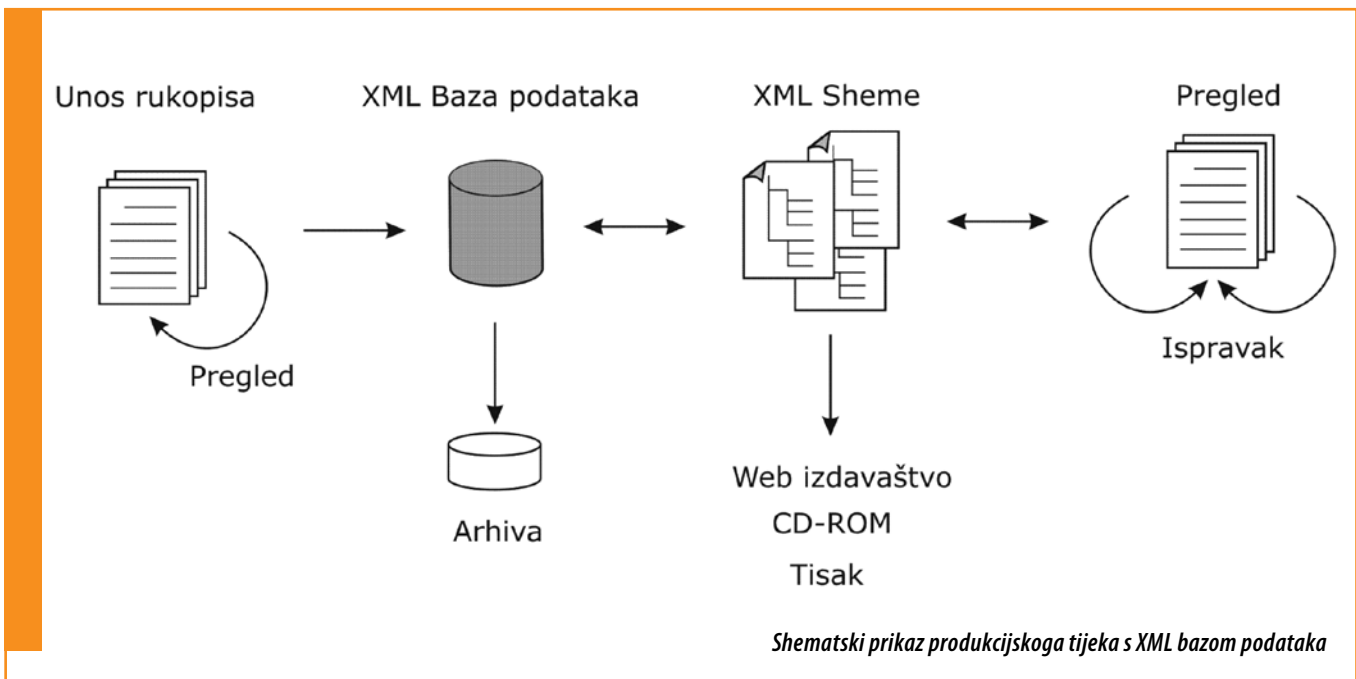 Unos rukopisa
XML Baza podataka
XML Sheme
Pregled
Pregled
Ispravak
Arhiva
Web izdavaštvo
CD-ROM
Tisak
Shematski prikaz produkcijskoga tijeka s XML bazom podataka